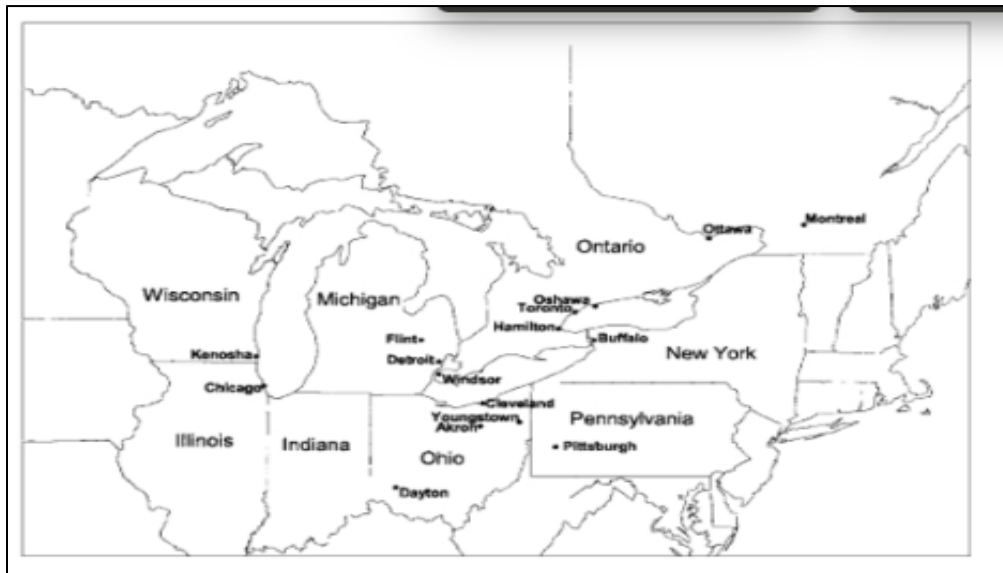 Ottawa
Montreal
Ontario
Wisconsin
Michigan
Oshawa
Toronto
Hamilton
Flint
Buffalo
Kenosha
Detroit
New York
Windsor
Chicago
Cleveland
Youngstown
Pennsylvania
Akron
Illinois
Indiana
Ohio
Pittsburgh
Dayton